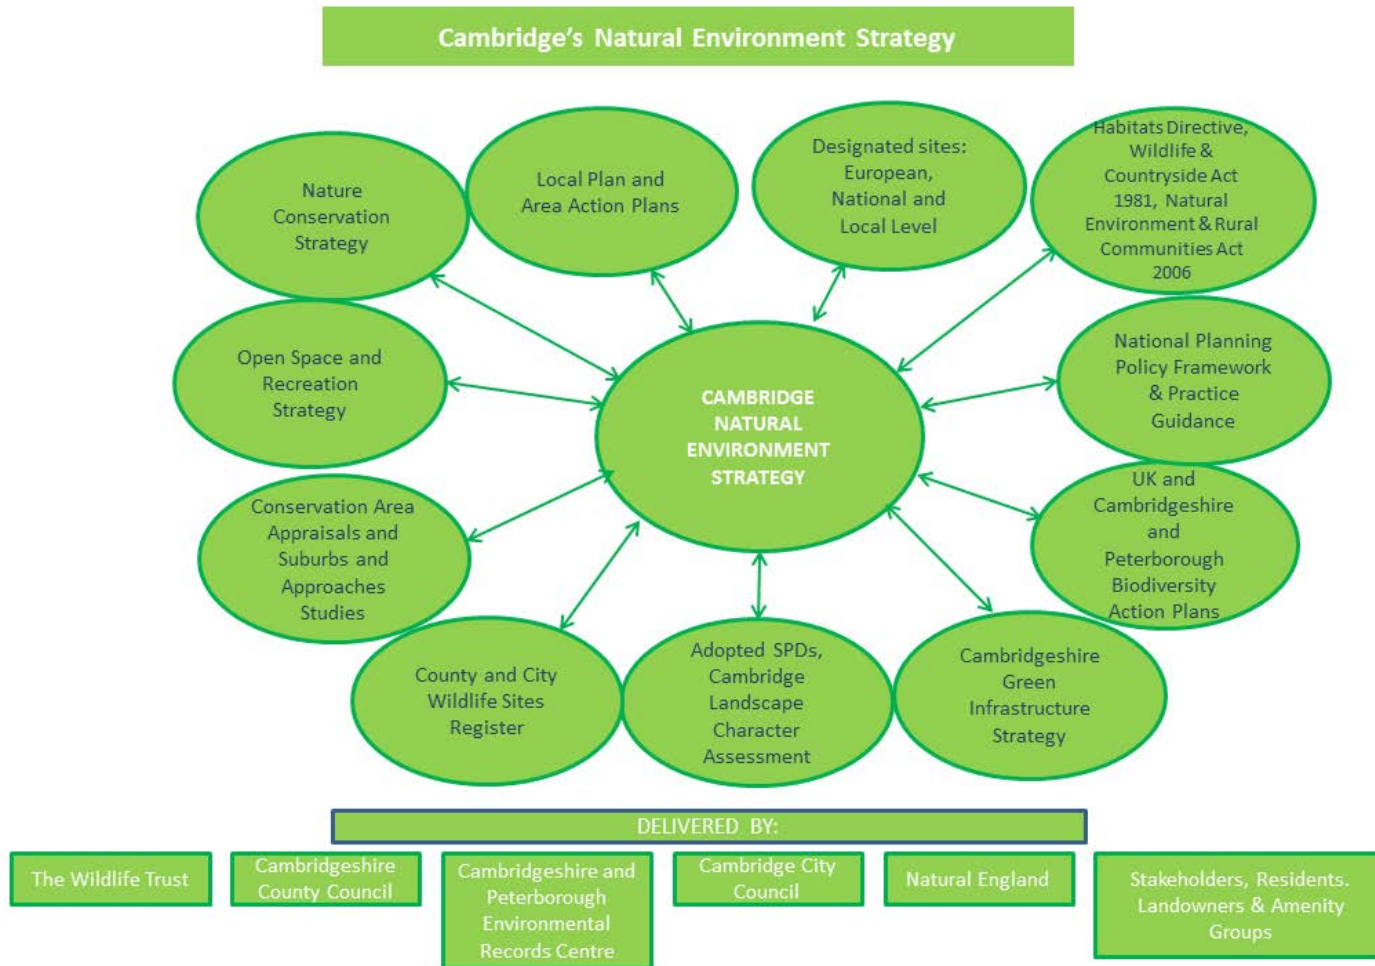 Cambridge's Natural Environment Strategy
Nature
Conservation
Strategy
Local Plan and
Area Action Plans
Designated sites:
European,
National and
Local Level
Habitats Directive,
Wildlife &
Countryside Act
1981, Natural
Environment & Rural
Communities Act
2006
Open Space and
Recreation
Strategy
CAMBRIDGE
NATURAL
ENVIRONMENT
STRATEGY
National Planning
Policy Framework
& Practice
Guidance
Conservation Area
Appraisals and
Suburbs and
Approaches
Studies
UK and
Cambridgeshire
and
Peterborough
Biodiversity
Action Plans
County and City
Wildlife Sites
Register
Adopted SPDs,
Cambridge
Landscape
Character
Assessment
Cambridgeshire
Green
Infrastructure
Strategy
DELIVERED BY:
The Wildlife Trust
Cambridgeshire
County Council
Cambridgeshire and
Peterborough
Environmental
Records Centre
Cambridge City
Council
Natural England
Stakeholders, Residents.
Landowners & Amenity
Groups